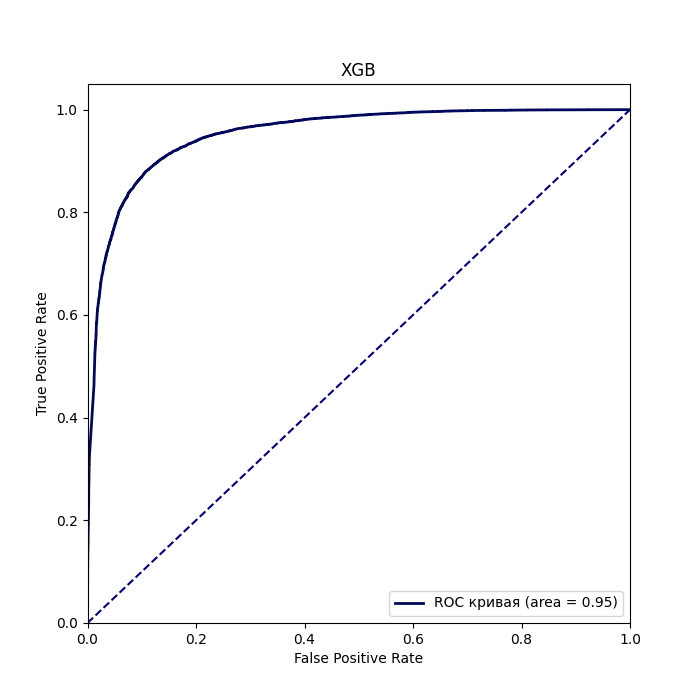 XGB
True Positive Rate
1.0
0.8
0.6
0.4
0.2
0.0
ROC кривая (area = 0.95)
0.0 0.2 0.4 0.6 0.8 1.0
False Positive Rate